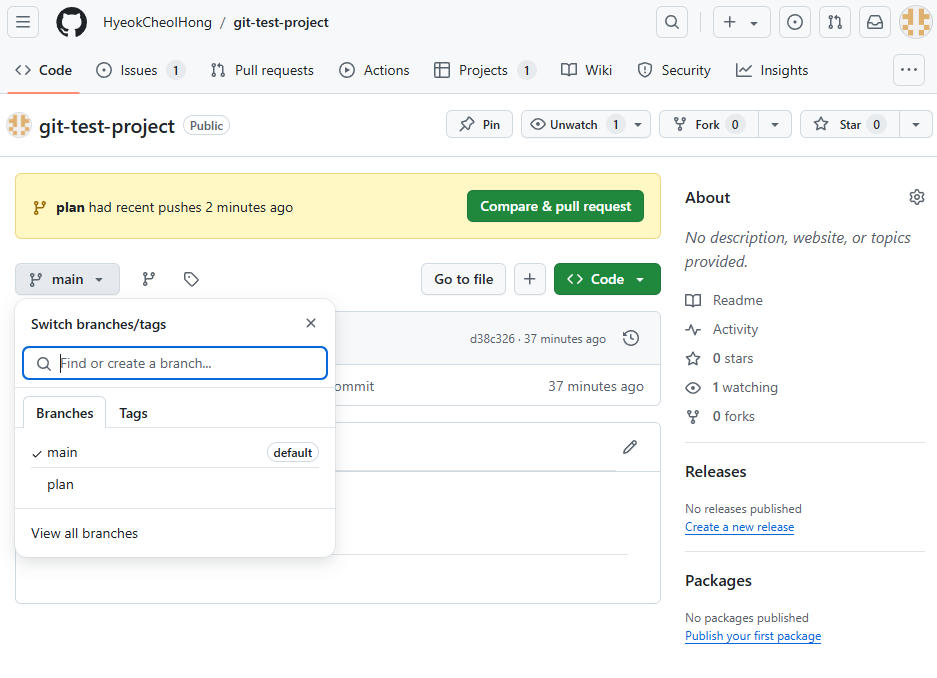 HyeokCheolHong / git-test-project
Code Issues 1 Pull requests Actions Projects 1 Wiki Security Insights
git-test-project Public Pin Unwatch 1 Fork 0 Star 0
plan had recent pushes 2 minutes ago Compare & pull request
main Go to file Code
Switch branches/tags
Find or create a branch...
Branches Tags
main default
plan
View all branches
d38c326 · 37 minutes ago
ommit 37 minutes ago
About
No description, website, or topics
provided.
Readme
Activity
0 stars
1 watching
0 forks
Releases
No releases published
Create a new release
Packages
No packages published
Publish your first package